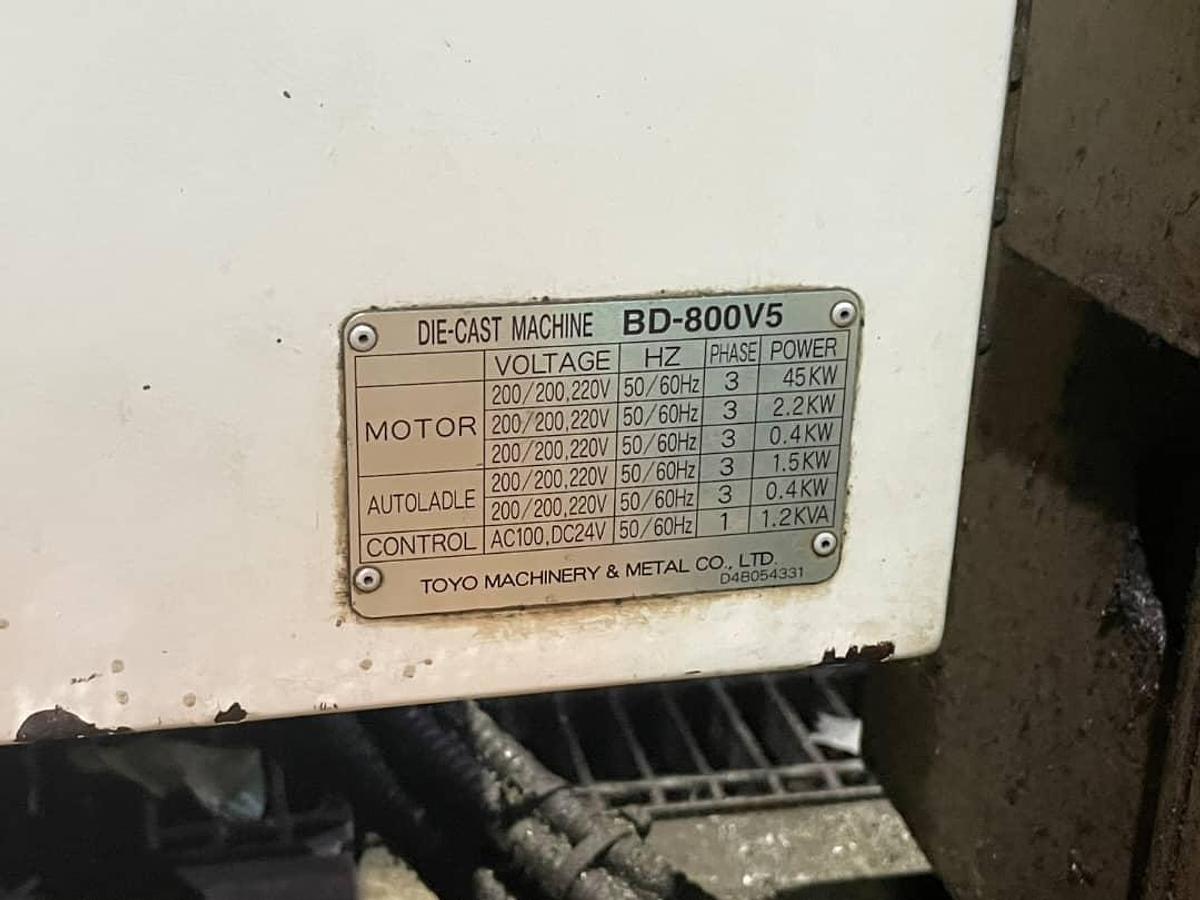 DIE-CAST MACHINE BD-800V5
VOLTAGE HZ PHASE POWER
MOTOR 200/200,220V 50/60Hz 3 45KW
200/200,220V 50/60Hz 3 2.2KW
200/200,220V 50/60Hz 3 0.4KW
AUTOLADLE 200/200,220V 50/60Hz 3 1.5KW
200/200,220V 50/60Hz 3 0.4KW
CONTROL AC100,DC24V 50/60Hz 1 1.2KVA
TOYO MACHINERY & METAL CO., LTD.
D4B054331